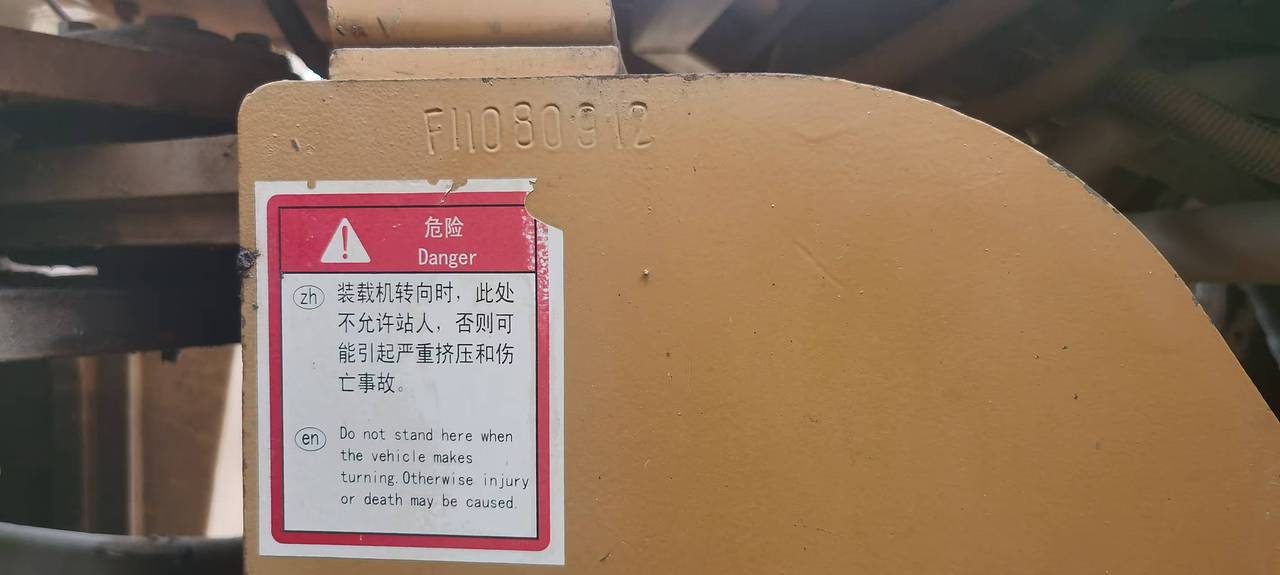 F11080912
危险
Danger
zh
装载机转向时，此处
不允许站人，否则可
能引起严重挤压和伤
亡事故。
en
Do not stand here when
the vehicle makes
turning.Otherwise injury
or death may be caused.